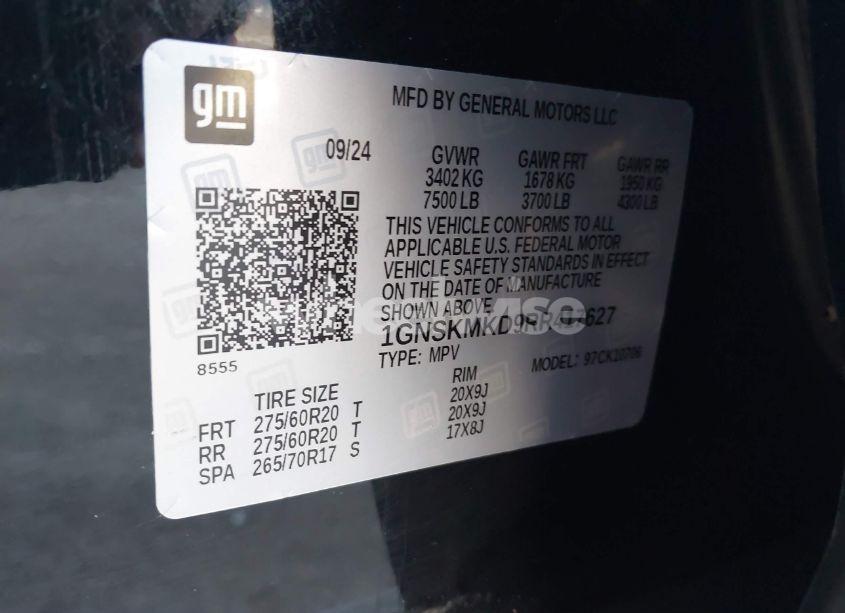 gm
MFD BY GENERAL MOTORS LLC
09/24
GVWR GAWR FRT GAWR RR
3402 KG 1678 KG 1950 KG
7500 LB 3700 LB 4300 LB
THIS VEHICLE CONFORMS TO ALL
APPLICABLE U.S. FEDERAL MOTOR
VEHICLE SAFETY STANDARDS IN EFFECT
ON THE DATE OF MANUFACTURE
SHOWN ABOVE
TYPE: MPV MODEL: 97CK10706
8555
TIRE SIZE RIM
FRT 275/60R20 T 20X9J
RR 275/60R20 T 20X9J
SPA 265/70R17 S 17X8J